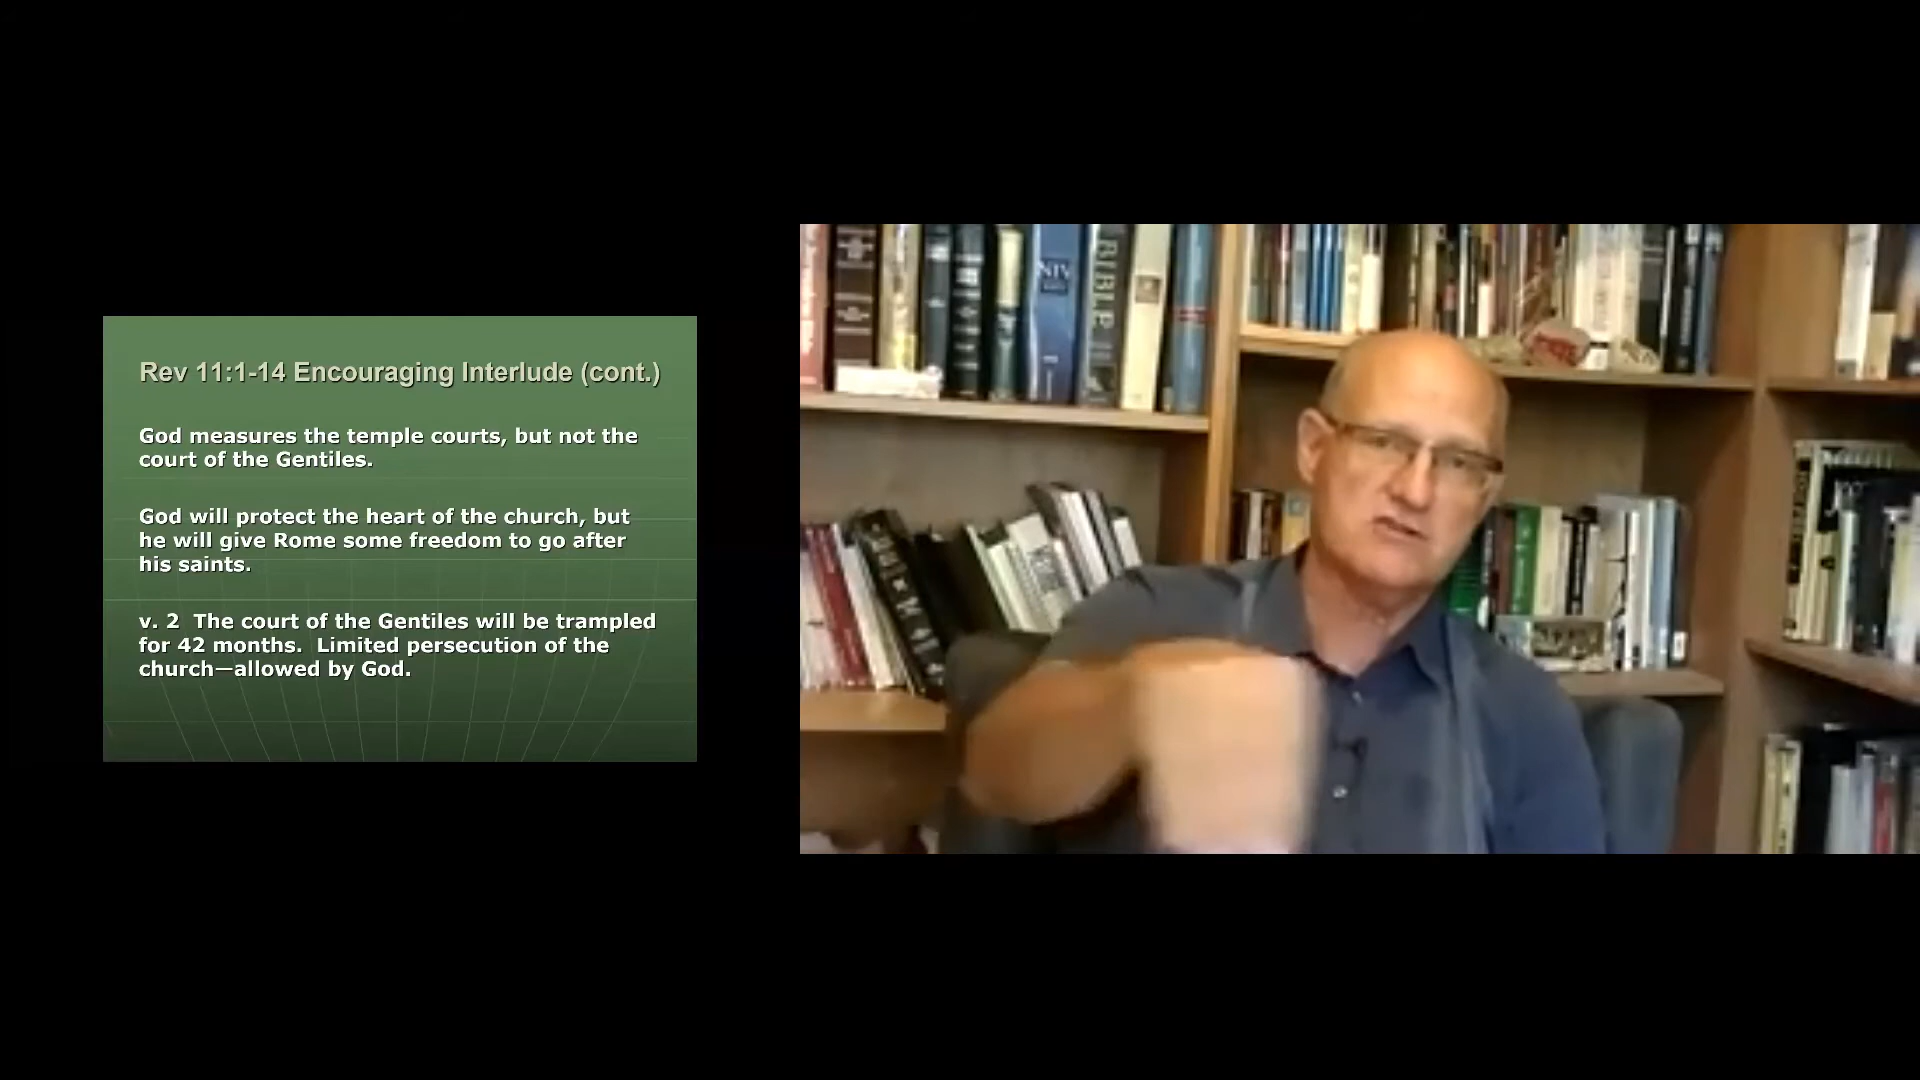 Rev 11:1-14 Encouraging Interlude (cont.)
God measures the temple courts, but not the
court of the Gentiles.
God will protect the heart of the church, but
he will give Rome some freedom to go after
his saints.
v. 2  The court of the Gentiles will be trampled
for 42 months.  Limited persecution of the
church—allowed by God.
NIV
BIBLE